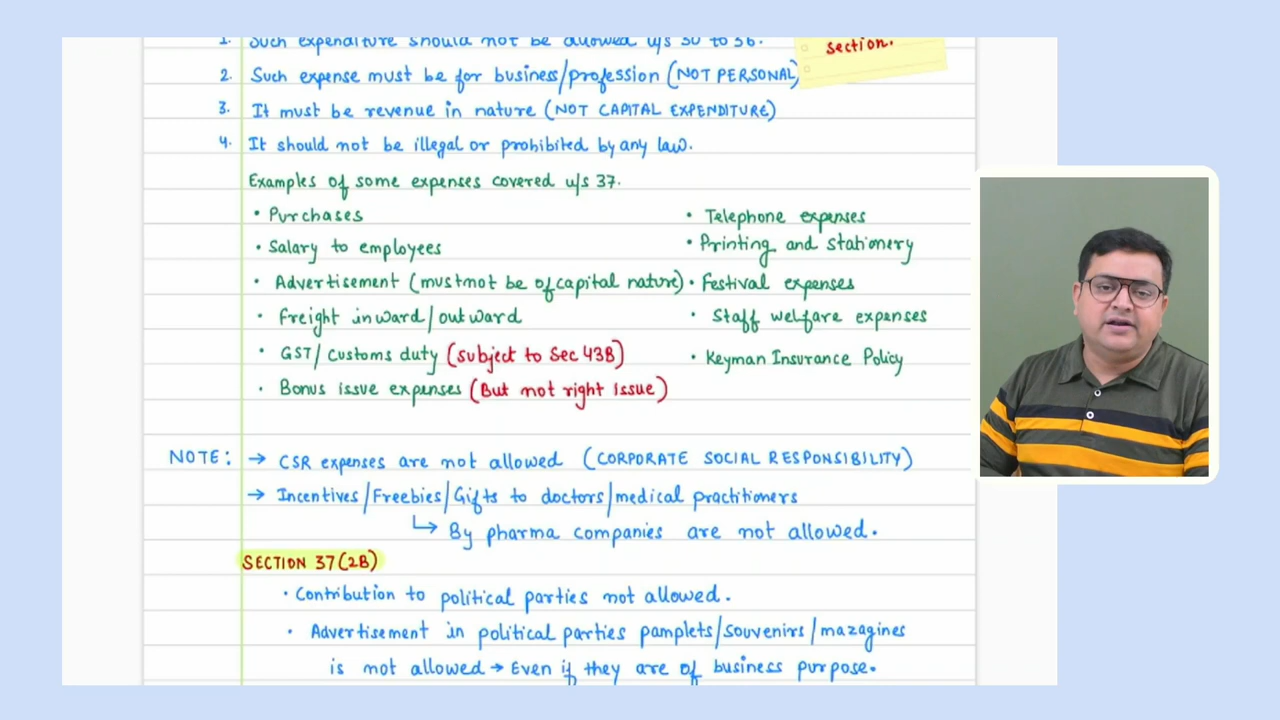 1. Such expenditure should not be allowed u/s 30 to 36.
section.
2. Such expense must be for business/profession (NOT PERSONAL)
3. It must be revenue in nature (NOT CAPITAL EXPENDITURE)
4. It should not be illegal or prohibited by any law.
Examples of some expenses covered u/s 37.
• Purchases
• Salary to employees
• Advertisement (mustmot be of capital nature)
• Freight inward/outward
• GST/customs duty (subject to Sec 43B)
• Bonus issue expenses (But not right issue)
• Telephone expenses
• Printing and stationery
• Festival expenses
• Staff welfare expenses
• Keyman Insurance Policy
NOTE: → CSR expenses are not allowed (CORPORATE SOCIAL RESPONSIBILITY)
→ Incentives/Freebies/Gifts to doctors/medical practitioners
↳ By pharma companies are not allowed.
SECTION 37(2B)
• Contribution to political parties not allowed.
• Advertisement in political parties pamplets/souvenirs/mazagines
is not allowed → Even if they are of business purpose.